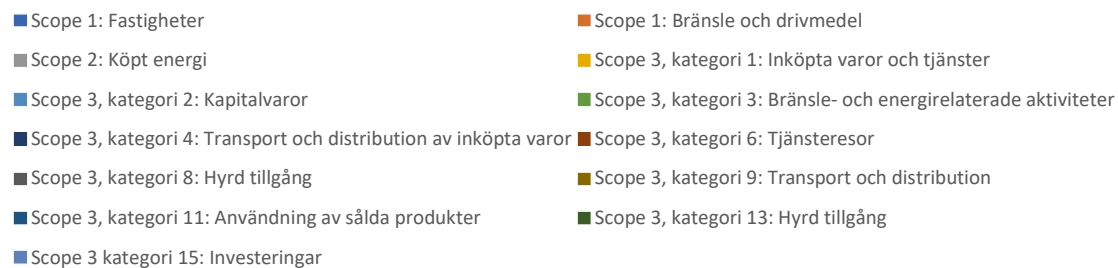 Scope 1: Fastigheter
Scope 1: Bränsle och drivmedel
Scope 2: Köpt energi
Scope 3, kategori 1: Inköpta varor och tjänster
Scope 3, kategori 2: Kapitalvaror
Scope 3, kategori 3: Bränsle- och energirelaterade aktiviteter
Scope 3, kategori 4: Transport och distribution av inköpta varor
Scope 3, kategori 6: Tjänsteresor
Scope 3, kategori 8: Hyrd tillgång
Scope 3, kategori 9: Transport och distribution
Scope 3, kategori 11: Användning av sålda produkter
Scope 3, kategori 13: Hyrd tillgång
Scope 3 kategori 15: Investeringar